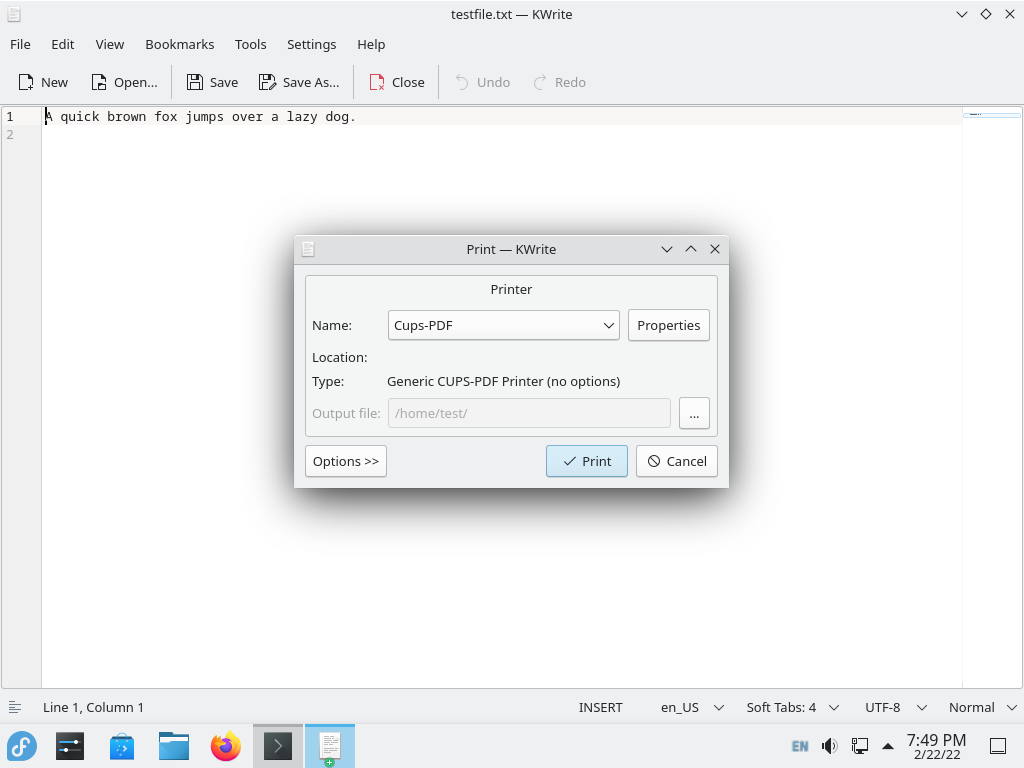 testfile.txt — KWrite
File Edit View Bookmarks Tools Settings Help
New Open... Save Save As... Close Undo Redo
1 A quick brown fox jumps over a lazy dog.
2
Print — KWrite
Printer
Name: Cups-PDF Properties
Location:
Type: Generic CUPS-PDF Printer (no options)
Output file: /home/test/ ...
Options >> Print Cancel
Line 1, Column 1 INSERT en_US Soft Tabs: 4 UTF-8 Normal
EN 7:49 PM
2/22/22